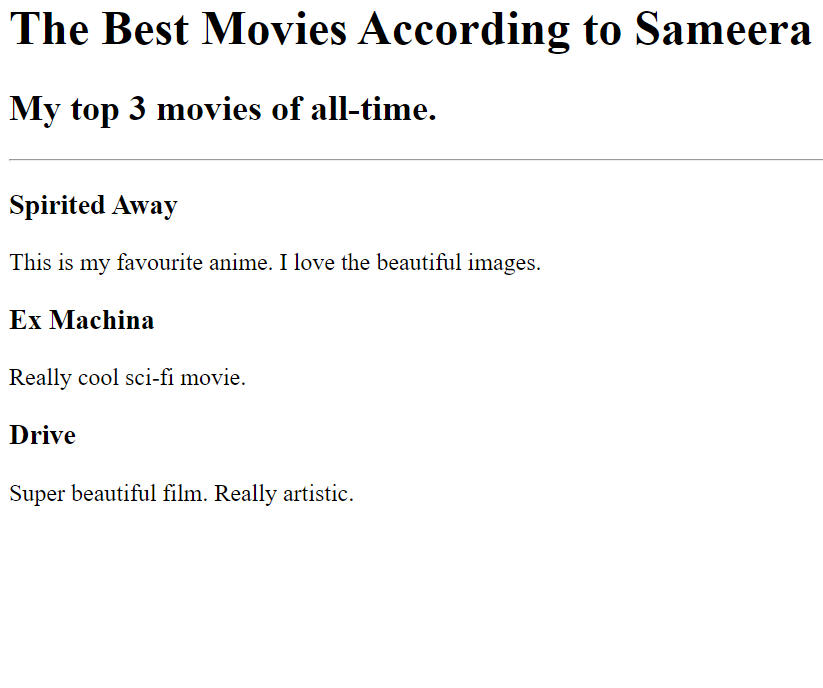 The Best Movies According to Sameera
My top 3 movies of all-time.
Spirited Away
This is my favourite anime. I love the beautiful images.
Ex Machina
Really cool sci-fi movie.
Drive
Super beautiful film. Really artistic.